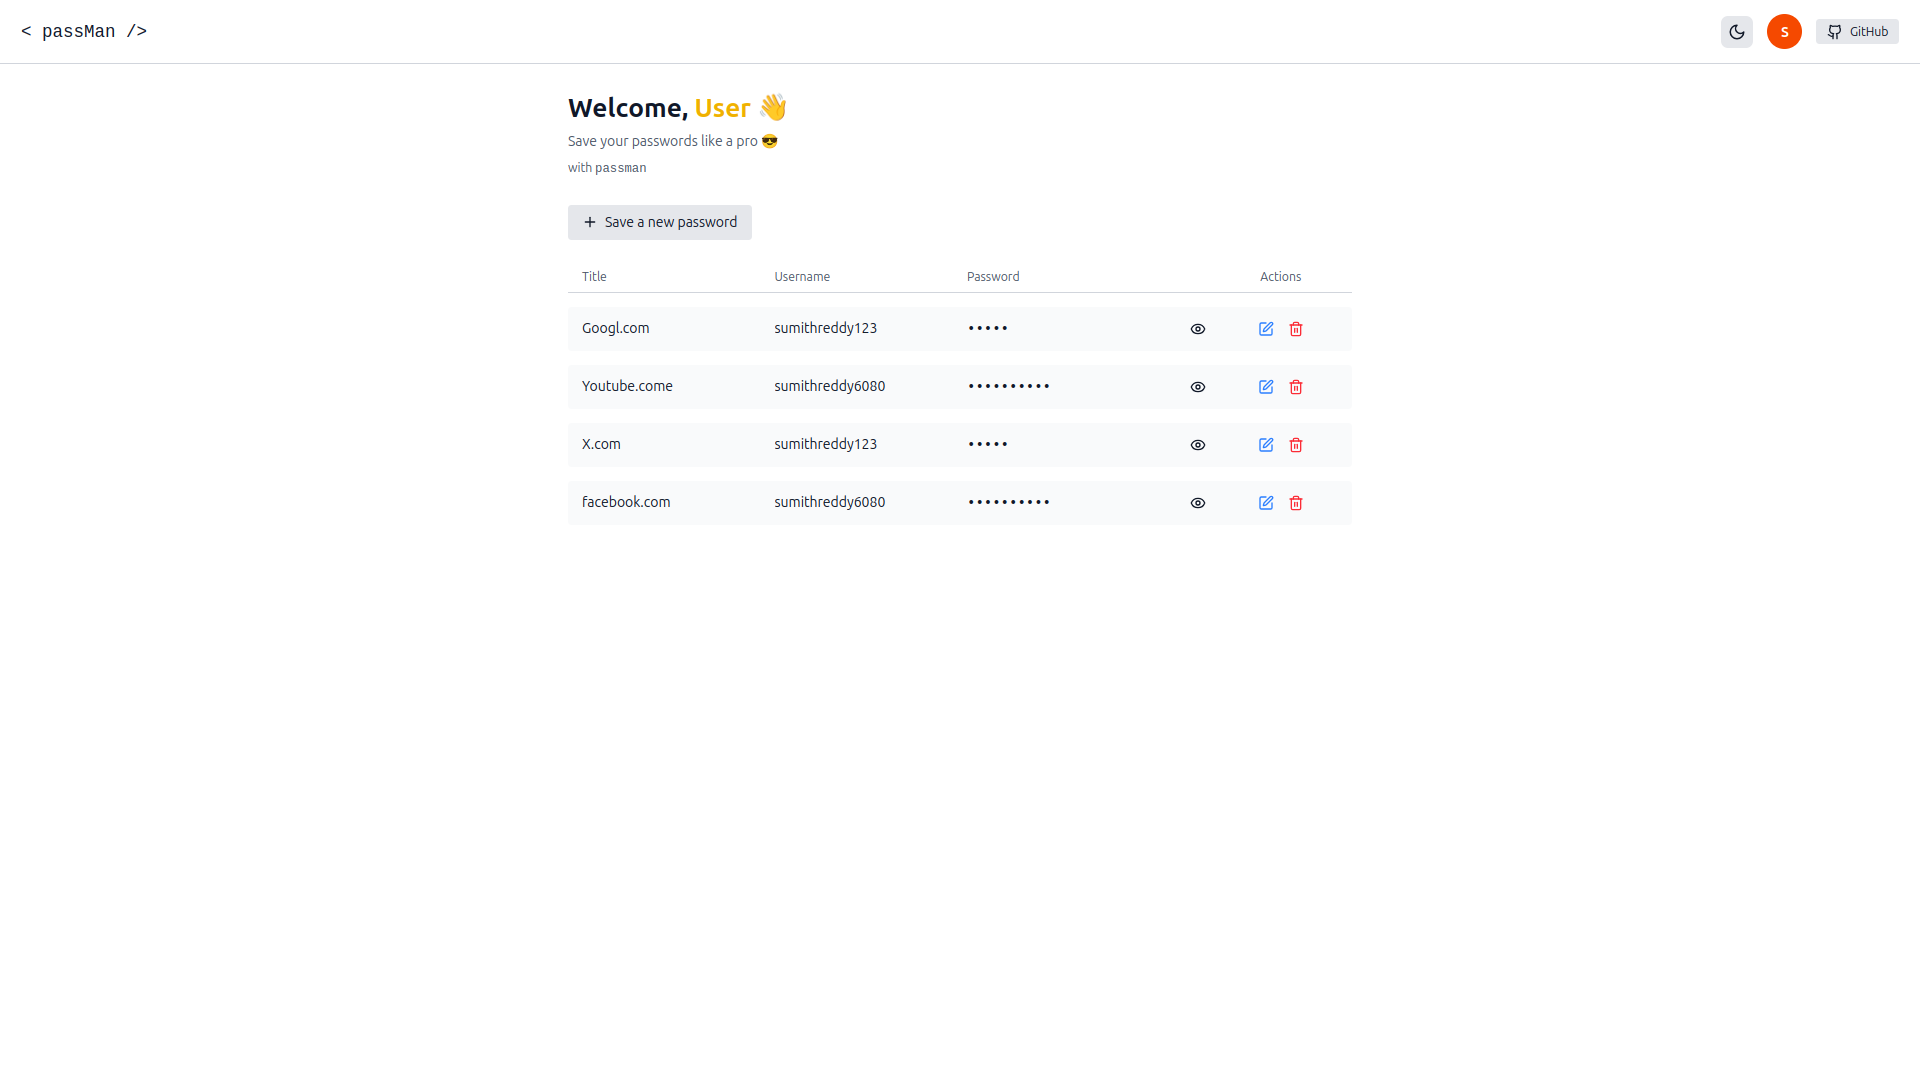 < passMan />
S
GitHub
Welcome, User 👋
Save your passwords like a pro 😎
with passman
+ Save a new password
Title Username Password Actions
Googl.com sumithreddy123 •••••
Youtube.come sumithreddy6080 ••••••••••
X.com sumithreddy123 •••••
facebook.com sumithreddy6080 ••••••••••